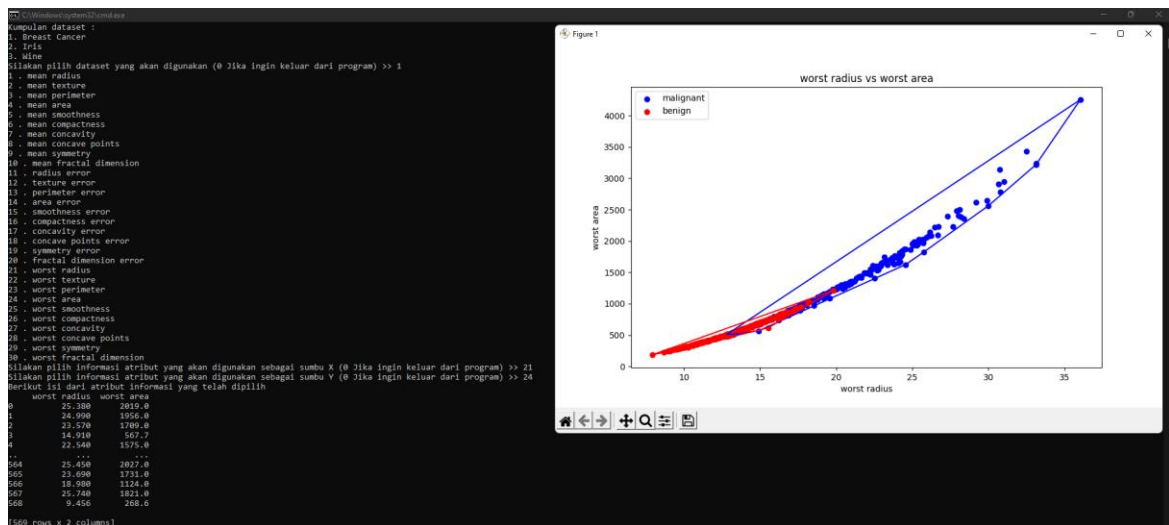 C:\Windows\system32\cmd.exe
Kumpulan dataset :
1. Breast Cancer
2. Iris
3. Wine
Silakan pilih dataset yang akan digunakan (0 Jika ingin keluar dari program) >> 1
1 . mean radius
2 . mean texture
3 . mean perimeter
4 . mean area
5 . mean smoothness
6 . mean compactness
7 . mean concavity
8 . mean concave points
9 . mean symmetry
10 . mean fractal dimension
11 . radius error
12 . texture error
13 . perimeter error
14 . area error
15 . smoothness error
16 . compactness error
17 . concavity error
18 . concave points error
19 . symmetry error
20 . fractal dimension error
21 . worst radius
22 . worst texture
23 . worst perimeter
24 . worst area
25 . worst smoothness
26 . worst compactness
27 . worst concavity
28 . worst concave points
29 . worst symmetry
30 . worst fractal dimension
Silakan pilih informasi atribut yang akan digunakan sebagai sumbu X (0 Jika ingin keluar dari program) >> 21
Silakan pilih informasi atribut yang akan digunakan sebagai sumbu Y (0 Jika ingin keluar dari program) >> 24
Berikut isi dari atribut informasi yang telah dipilih
worst radius worst area
0 25.380 2019.0
1 24.990 1956.0
2 23.570 1709.0
3 14.910 567.7
4 22.540 1575.0
.. ... ...
564 25.450 2027.0
565 23.690 1731.0
566 18.980 1124.0
567 25.740 1821.0
568 9.456 268.6
[569 rows x 2 columns]
Figure 1
worst radius vs worst area
malignant
benign
4000
3500
3000
2500
2000
1500
1000
500
0
worst area
10 15 20 25 30 35
worst radius